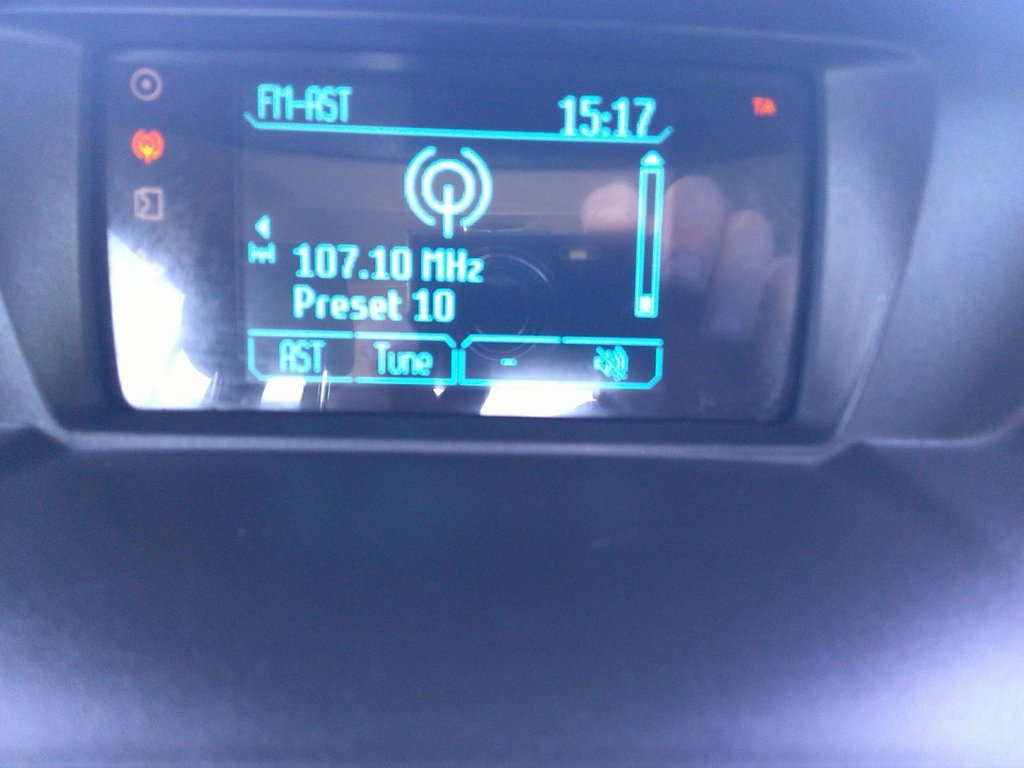 FM-AST 15:17 TA
107.10 MHz
Preset 10
AST Tune -